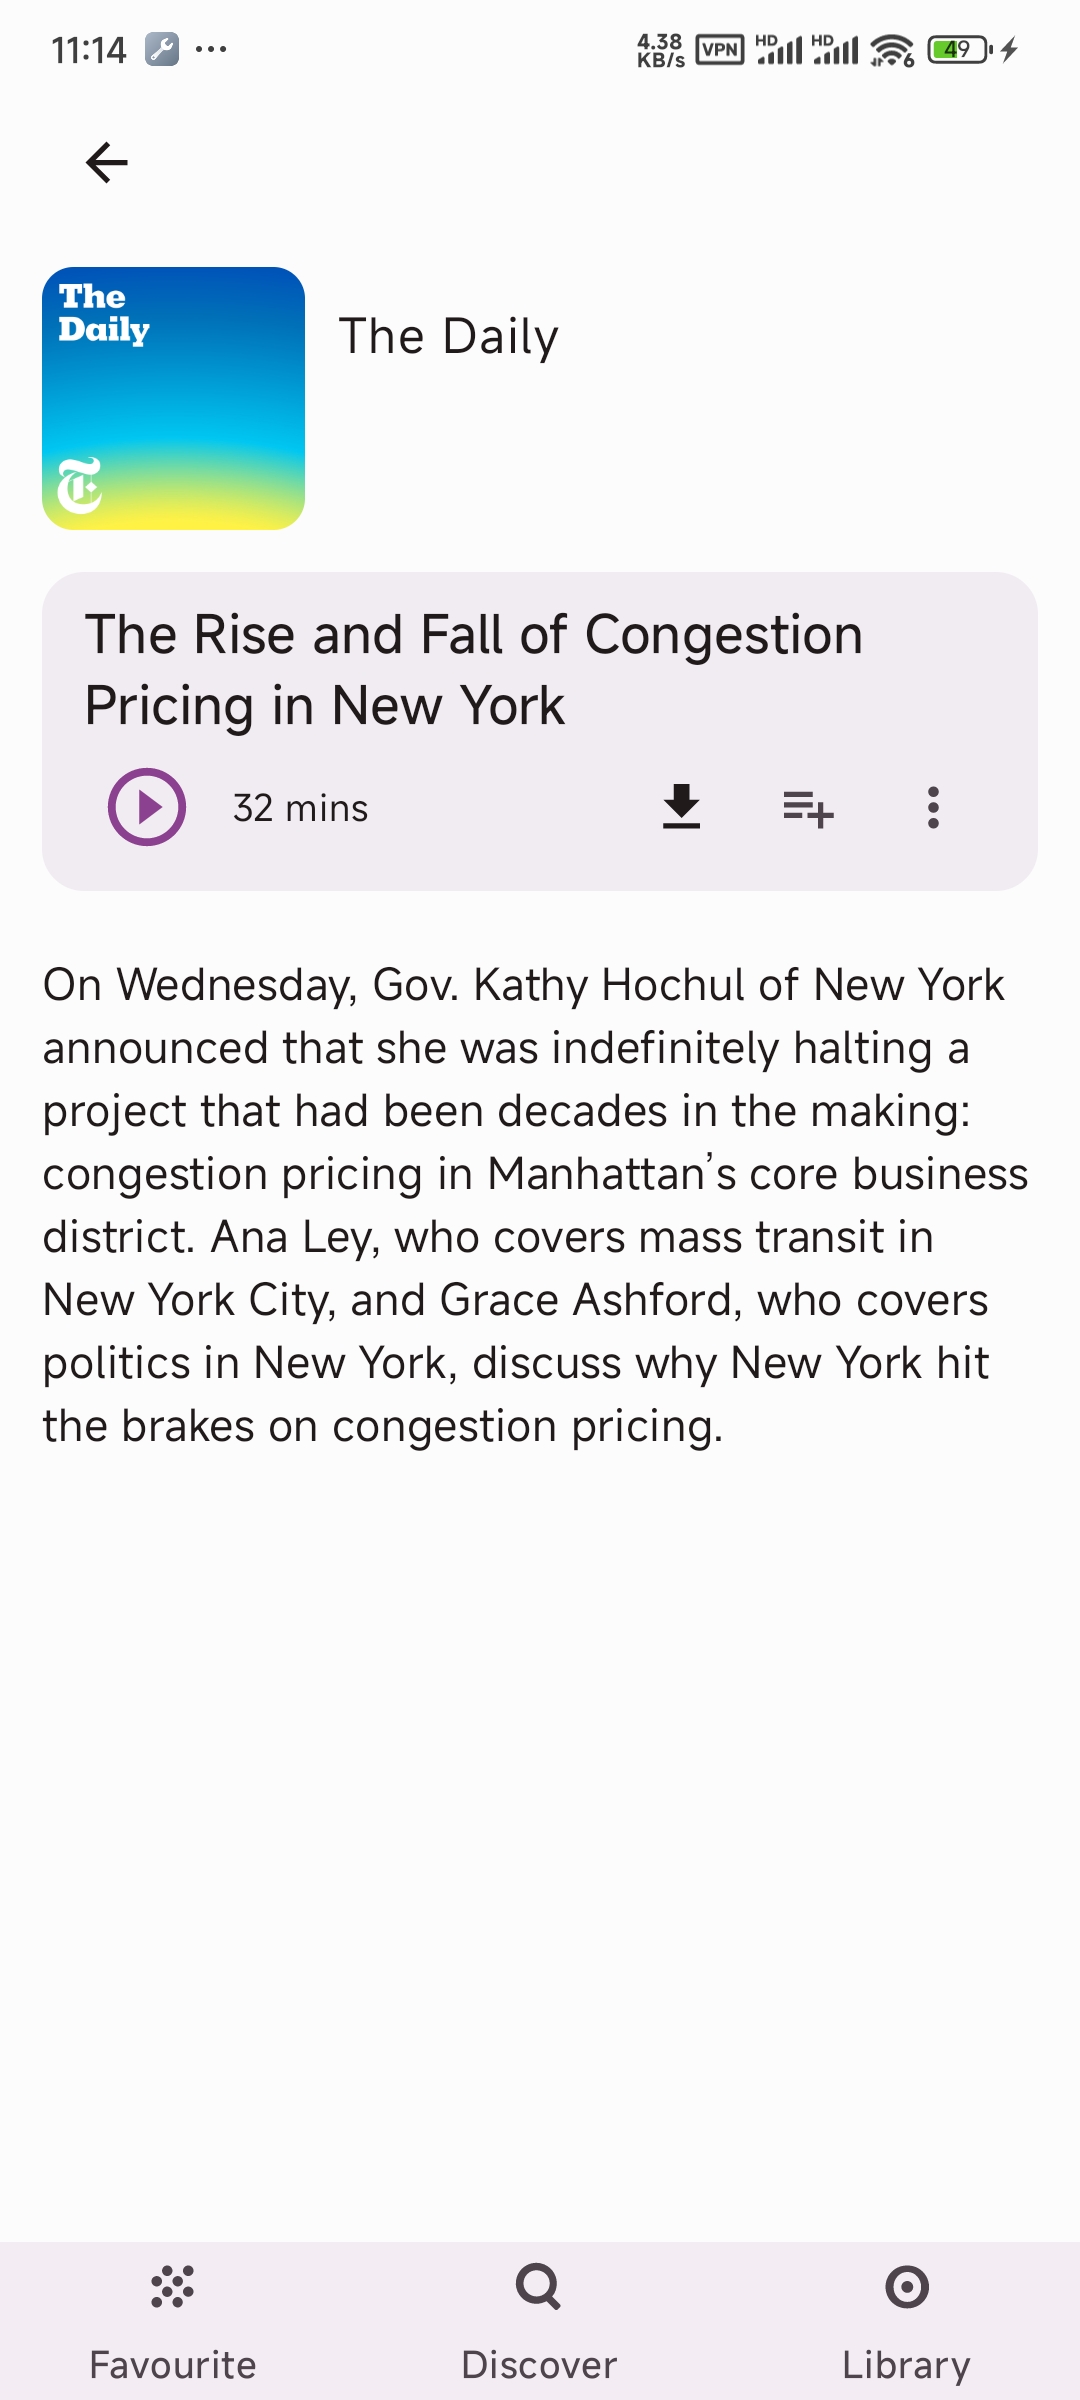 11:14
4.38
KB/s
VPN
HD
HD
6
49
The
Daily
T
The Daily
The Rise and Fall of Congestion
Pricing in New York
32 mins
On Wednesday, Gov. Kathy Hochul of New York
announced that she was indefinitely halting a
project that had been decades in the making:
congestion pricing in Manhattan’s core business
district. Ana Ley, who covers mass transit in
New York City, and Grace Ashford, who covers
politics in New York, discuss why New York hit
the brakes on congestion pricing.
Favourite
Discover
Library